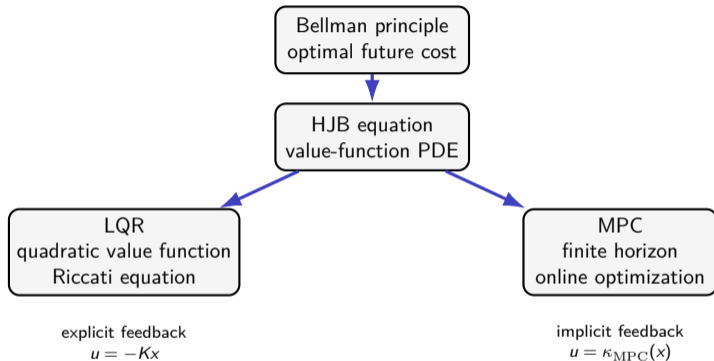 Bellman principle
optimal future cost
HJB equation
value-function PDE
LQR
quadratic value function
Riccati equation
MPC
finite horizon
online optimization
explicit feedback
u = −Kx
implicit feedback
u = κ_MPC(x)